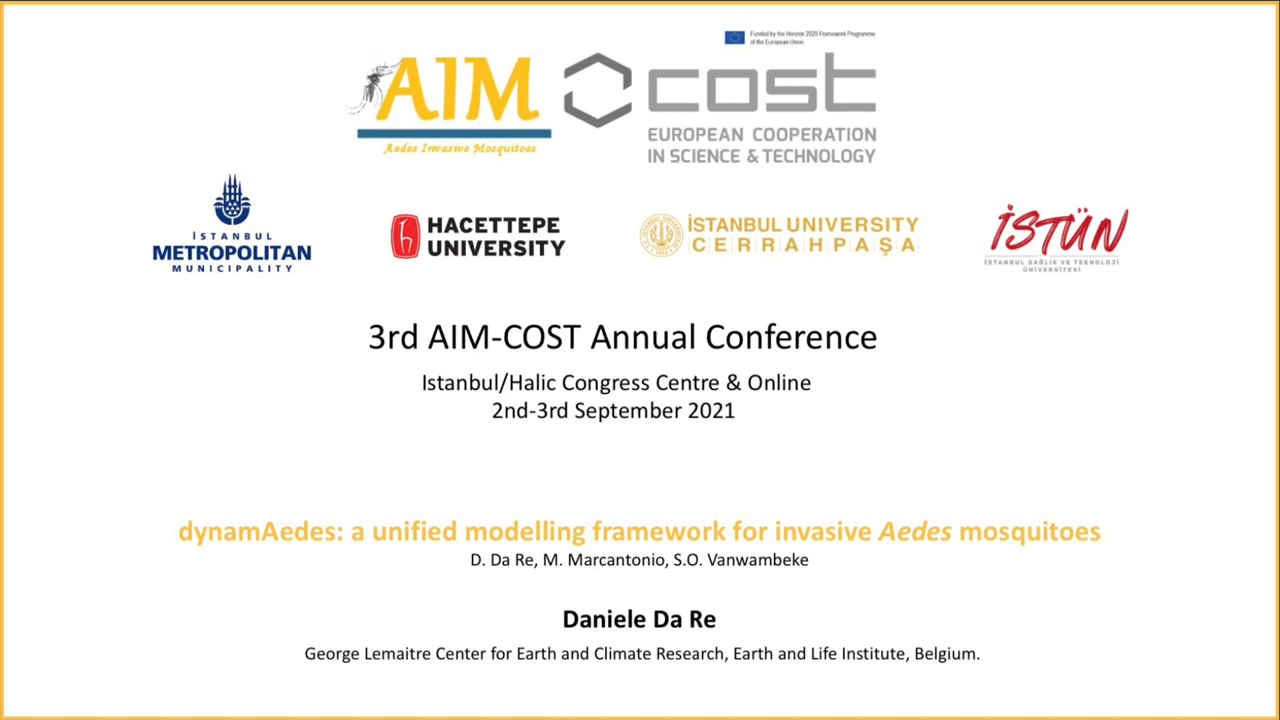 Funded by the Horizon 2020 Framework Programme
of the European Union
AIM
Aedes Invasive Mosquitoes
cost
EUROPEAN COOPERATION
IN SCIENCE & TECHNOLOGY
İSTANBUL
METROPOLITAN
MUNICIPALITY
HACETTEPE
UNIVERSITY
İSTANBUL UNIVERSITY
CERRAHPAŞA
İSTÜN
İSTANBUL SAĞLIK VE TEKNOLOJİ
ÜNİVERSİTESİ
3rd AIM-COST Annual Conference
Istanbul/Halic Congress Centre & Online
2nd-3rd September 2021
dynamAedes: a unified modelling framework for invasive Aedes mosquitoes
D. Da Re, M. Marcantonio, S.O. Vanwambeke
Daniele Da Re
George Lemaitre Center for Earth and Climate Research, Earth and Life Institute, Belgium.